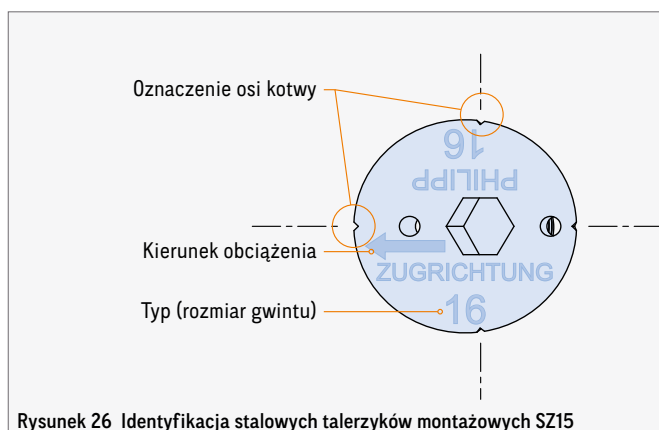 Oznaczenie osi kotwy
16
PHILIPP
Kierunek obciążenia
ZUGRICHTUNG
Typ (rozmiar gwintu)
16
Rysunek 26 Identyfikacja stalowych talerzyków montażowych SZ15